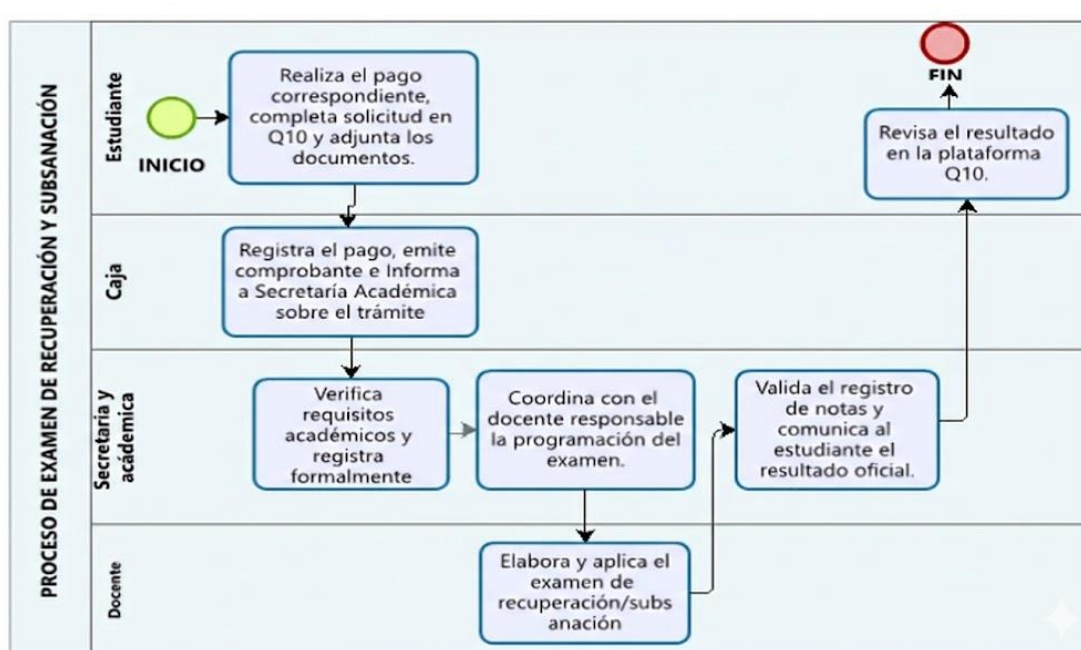 PROCESO DE EXAMEN DE RECUPERACIÓN Y SUBSANACIÓN
Estudiante
INICIO
Realiza el pago
correspondiente,
completa solicitud en
Q10 y adjunta los
documentos.
FIN
Revisa el resultado
en la plataforma
Q10.
Caja
Registra el pago, emite
comprobante e Informa
a Secretaría Académica
sobre el trámite
Secretaria y
académica
Verifica
requisitos
académicos y
registra
formalmente
Coordina con el
docente responsable
la programación del
examen.
Valida el registro
de notas y
comunica al
estudiante el
resultado oficial.
Docente
Elabora y aplica el
examen de
recuperación/subs
anación